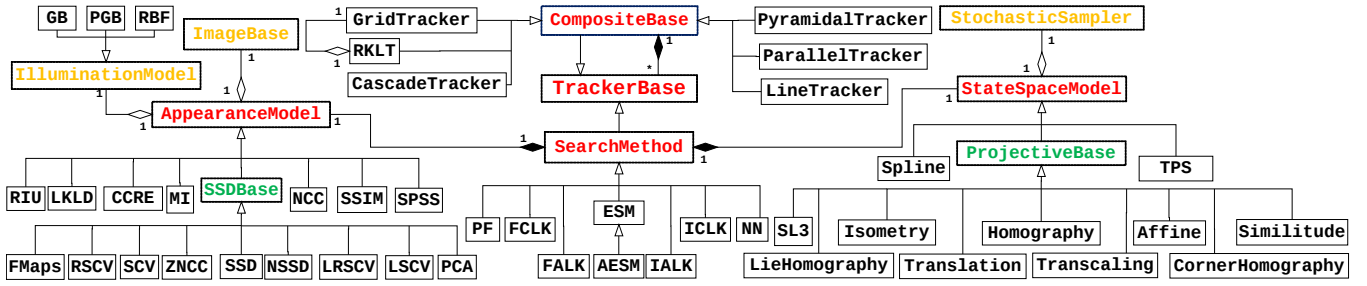 GB PGB RBF
ImageBase
GridTracker
CompositeBase
PyramidalTracker
StochasticSampler
1
1
1
1
RKLT
1
ParallelTracker
IlluminationModel
1
CascadeTracker
*
TrackerBase
LineTracker
1
StateSpaceModel
1
1
1
AppearanceModel
1
1
SearchMethod
1
1
ProjectiveBase
Spline
TPS
RIU LKLD CCRE MI SSDBase NCC SSIM SPSS
PF FCLK ESM ICLK NN
SL3 Isometry Homography Affine Similitude
FMaps RSCV SCV ZNCC SSD NSSD LRSCV LSCV PCA
FALK AESM IALK
LieHomography Translation Transcaling CornerHomography